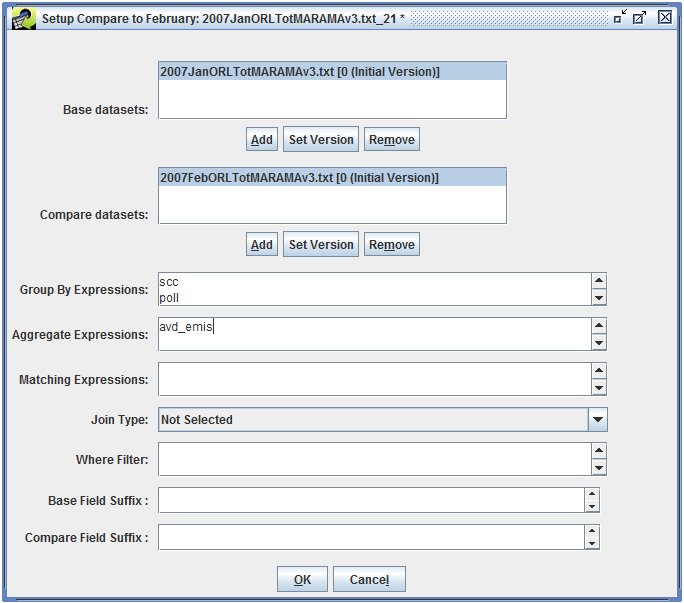 Setup Compare to February: 2007JanORLTotMARAMAv3.txt_21 *
Base datasets:
2007JanORLTotMARAMAv3.txt [0 (Initial Version)]
Add Set Version Remove
Compare datasets:
2007FebORLTotMARAMAv3.txt [0 (Initial Version)]
Add Set Version Remove
Group By Expressions:
scc
poll
Aggregate Expressions:
avd_emis
Matching Expressions:
Join Type: Not Selected
Where Filter:
Base Field Suffix :
Compare Field Suffix :
OK Cancel